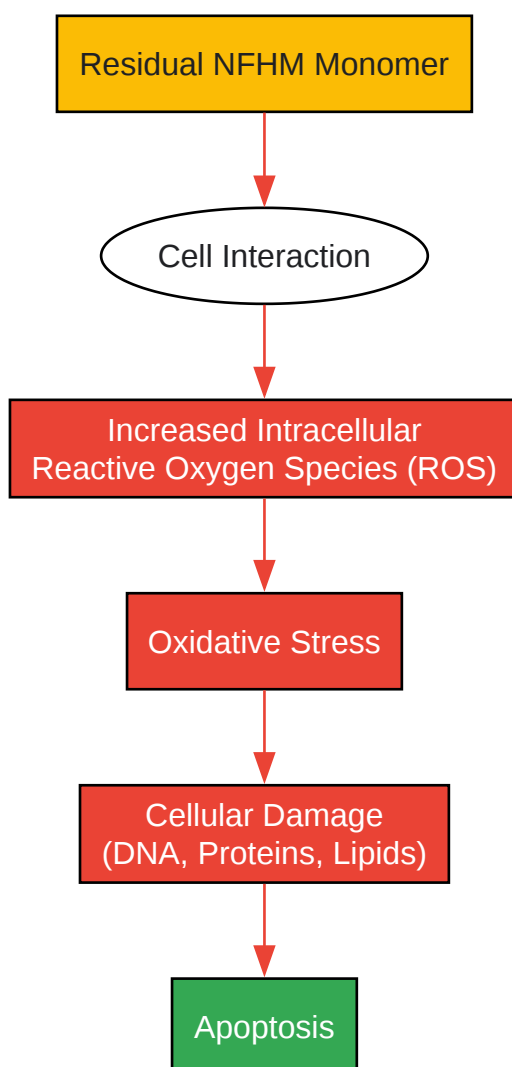 Residual NFHM Monomer
Cell Interaction
Increased Intracellular
Reactive Oxygen Species (ROS)
Oxidative Stress
Cellular Damage
(DNA, Proteins, Lipids)
Apoptosis